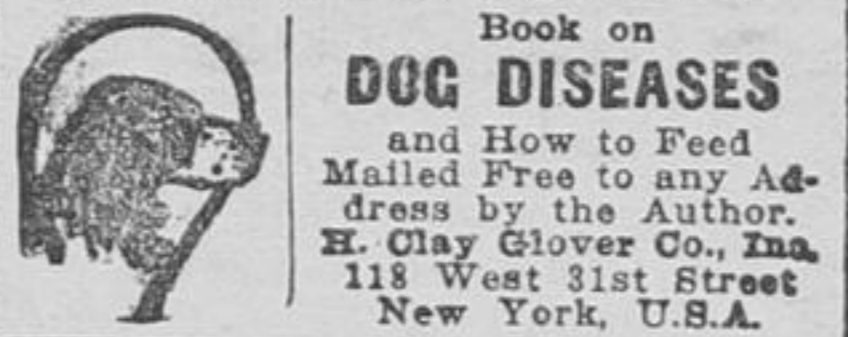 Book on
DOG DISEASES
and How to Feed
Mailed Free to any Ad-
dress by the Author.
H. Clay Glover Co., Inc.
118 West 31st Street
New York, U.S.A.